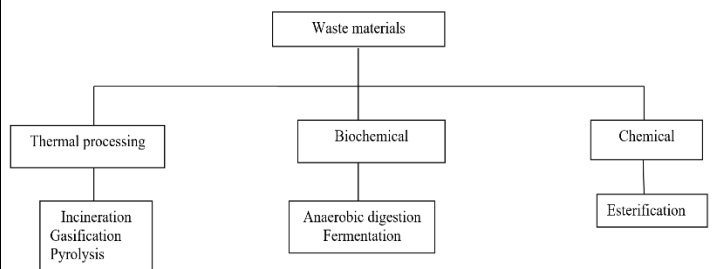 Waste materials
Thermal processing
Biochemical
Chemical
Incineration
Gasification
Pyrolysis
Anaerobic digestion
Fermentation
Esterification